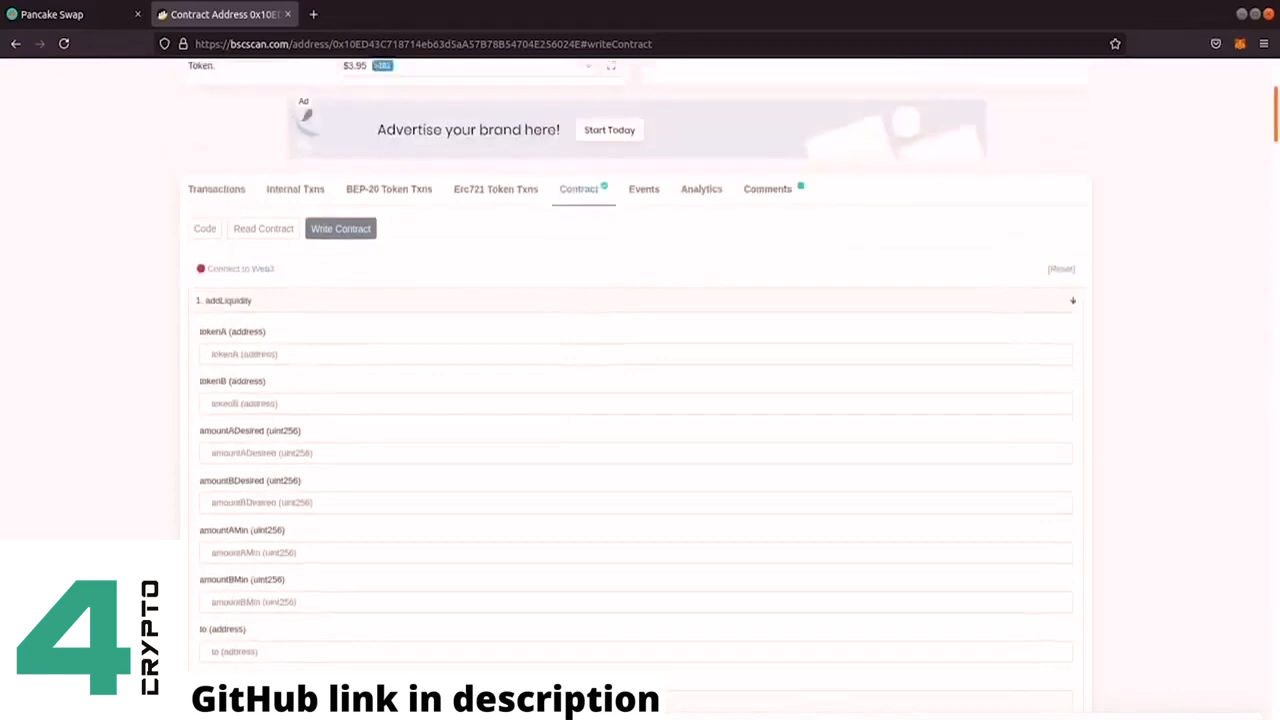 Pancake Swap
Contract Address 0x10ED
https://bscscan.com/address/0x10ED43C718714eb63d5aA57B78B54704E256024E#writeContract
Token:
$3.95
Ad
Advertise your brand here!
Start Today
Transactions
Internal Txns
BEP-20 Token Txns
Erc721 Token Txns
Contract
Events
Analytics
Comments
Code
Read Contract
Write Contract
Connect to Web3
[Reset]
1. addLiquidity
tokenA (address)
tokenA (address)
tokenB (address)
tokenB (address)
amountADesired (uint256)
amountADesired (uint256)
amountBDesired (uint256)
amountBDesired (uint256)
amountAMin (uint256)
amountAMin (uint256)
amountBMin (uint256)
amountBMin (uint256)
to (address)
to (address)
4
CRYPTO
GitHub link in description